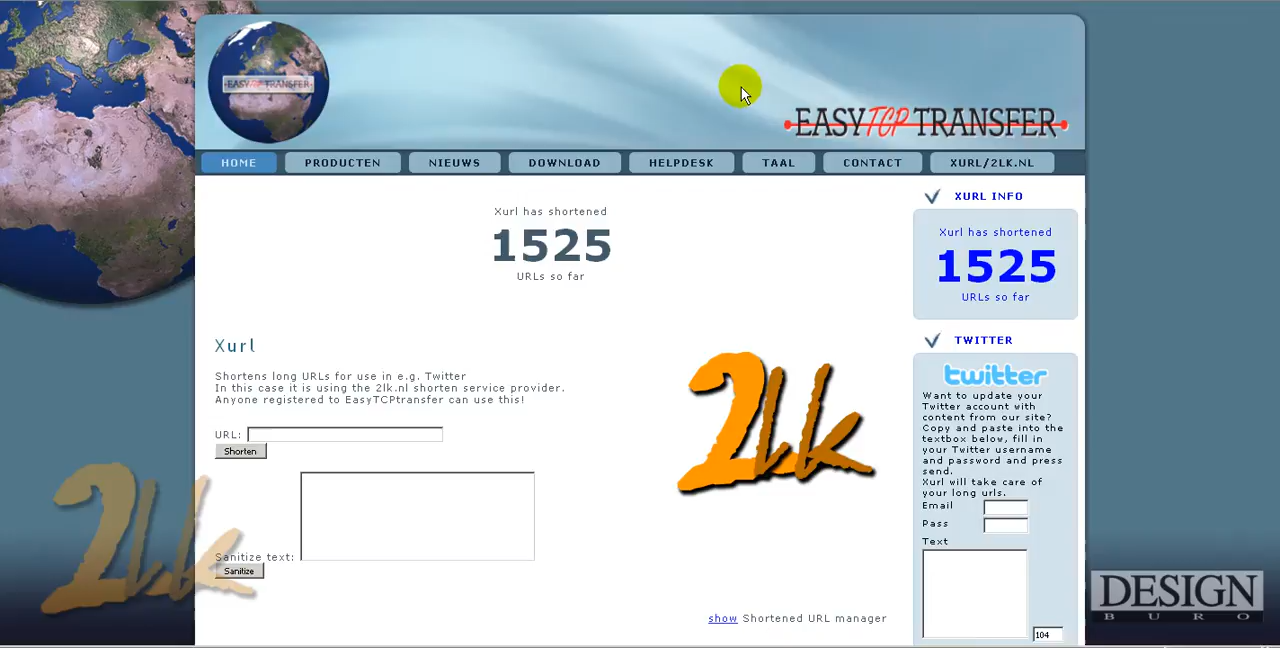 EASY TCP TRANSFER
EASYTCPTRANSFER
HOME
PRODUCTEN
NIEUWS
DOWNLOAD
HELPDESK
TAAL
CONTACT
XURL/2LK.NL
Xurl has shortened
1525
URLs so far
Xurl
Shortens long URLs for use in e.g. Twitter
In this case it is using the 2lk.nl shorten service provider.
Anyone registered to EasyTCPtransfer can use this!
URL:
Shorten
Sanitize text:
Sanitize
2lk
2lk
show Shortened URL manager
XURL INFO
Xurl has shortened
1525
URLs so far
TWITTER
twitter
Want to update your
Twitter account with
content from our site?
Copy and paste into the
textbox below, fill in
your Twitter username
and password and press
send.
Xurl will take care of
your long urls.
Email
Pass
Text
104
DESIGN
BURO